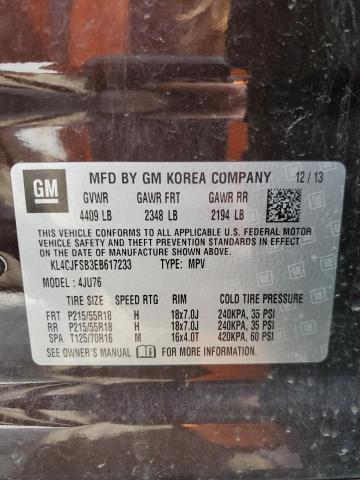 GM
MFD BY GM KOREA COMPANY 12/13
GVWR GAWR FRT GAWR RR
4409 LB 2348 LB 2194 LB
THIS VEHICLE CONFORMS TO ALL APPLICABLE U.S. FEDERAL MOTOR
VEHICLE SAFETY AND THEFT PREVENTION STANDARDS IN
EFFECT ON THE DATE OF MANUFACTURE SHOWN ABOVE.
KL4CJFSB3EB617233 TYPE: MPV
MODEL: 4JU76
TIRE SIZE SPEED RTG RIM COLD TIRE PRESSURE
FRT P215/55R18 H 18x7.0J 240KPA, 35 PSI
RR P215/55R18 H 18x7.0J 240KPA, 35 PSI
SPA T125/70R16 M 16x4.0T 420KPA, 60 PSI
SEE OWNER'S MANUAL FOR MORE INFORMATION